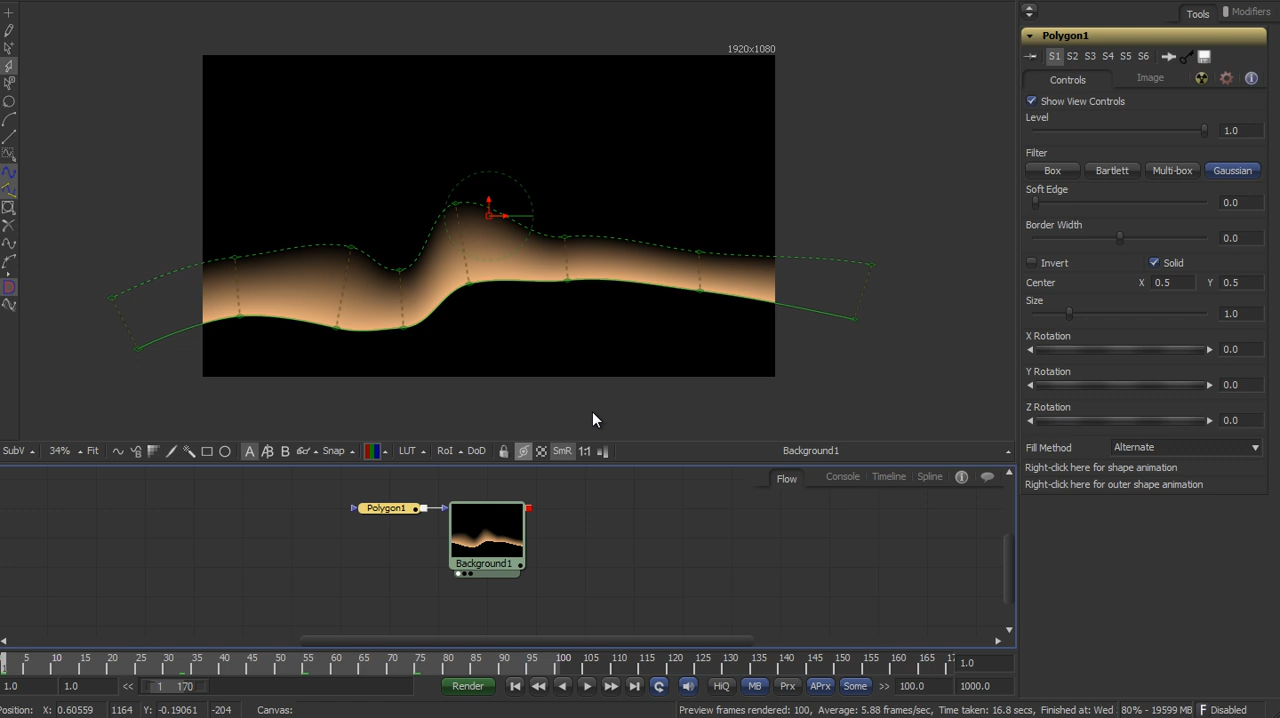 Tools Modifiers
1920x1080
Polygon1
S1 S2 S3 S4 S5 S6
Controls Image
Show View Controls
Level
1.0
Filter
Box Bartlett Multi-box Gaussian
Soft Edge
0.0
Border Width
0.0
Invert Solid
Center X 0.5 Y 0.5
Size
1.0
X Rotation
0.0
Y Rotation
0.0
Z Rotation
0.0
Fill Method Alternate
Right-click here for shape animation
Right-click here for outer shape animation
SubV 34% Fit A B Snap LUT RoI DoD SmR 1:1 Background1
Flow Console Timeline Spline
Polygon1
Background1
5 10 15 20 25 30 35 40 45 50 55 60 65 70 75 80 85 90 95 100 105 110 115 120 125 130 135 140 145 150 155 160 165 17
1.0
1.0 1.0 << 1 170 Render HiQ MB Prx APrx Some >> 100.0 1000.0
Position: X: 0.60559 1164 Y: -0.19061 -204 Canvas: Preview frames rendered: 100, Average: 5.88 frames/sec, Time taken: 16.8 secs, Finished at: Wed 80% - 19599 MB F Disabled